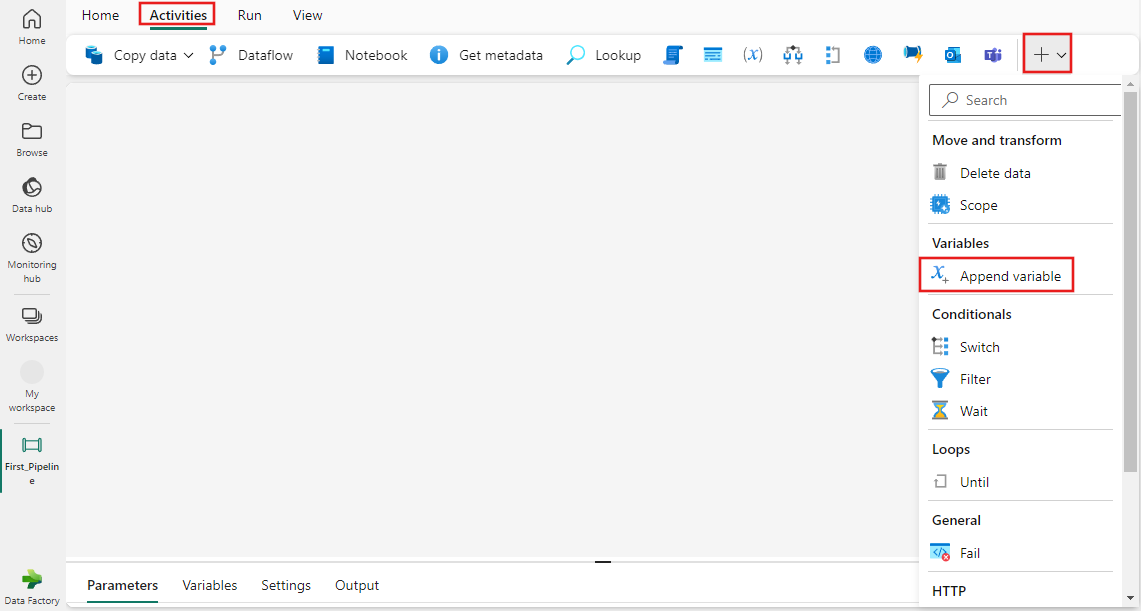 Home
Activities
Run
View
Copy data
Dataflow
Notebook
Get metadata
Lookup
(x)
Home
Create
Browse
Data hub
Monitoring
hub
Workspaces
My
workspace
First_Pipelin
e
Data Factory
Search
Move and transform
Delete data
Scope
Variables
Append variable
Conditionals
Switch
Filter
Wait
Loops
Until
General
Fail
HTTP
Parameters
Variables
Settings
Output